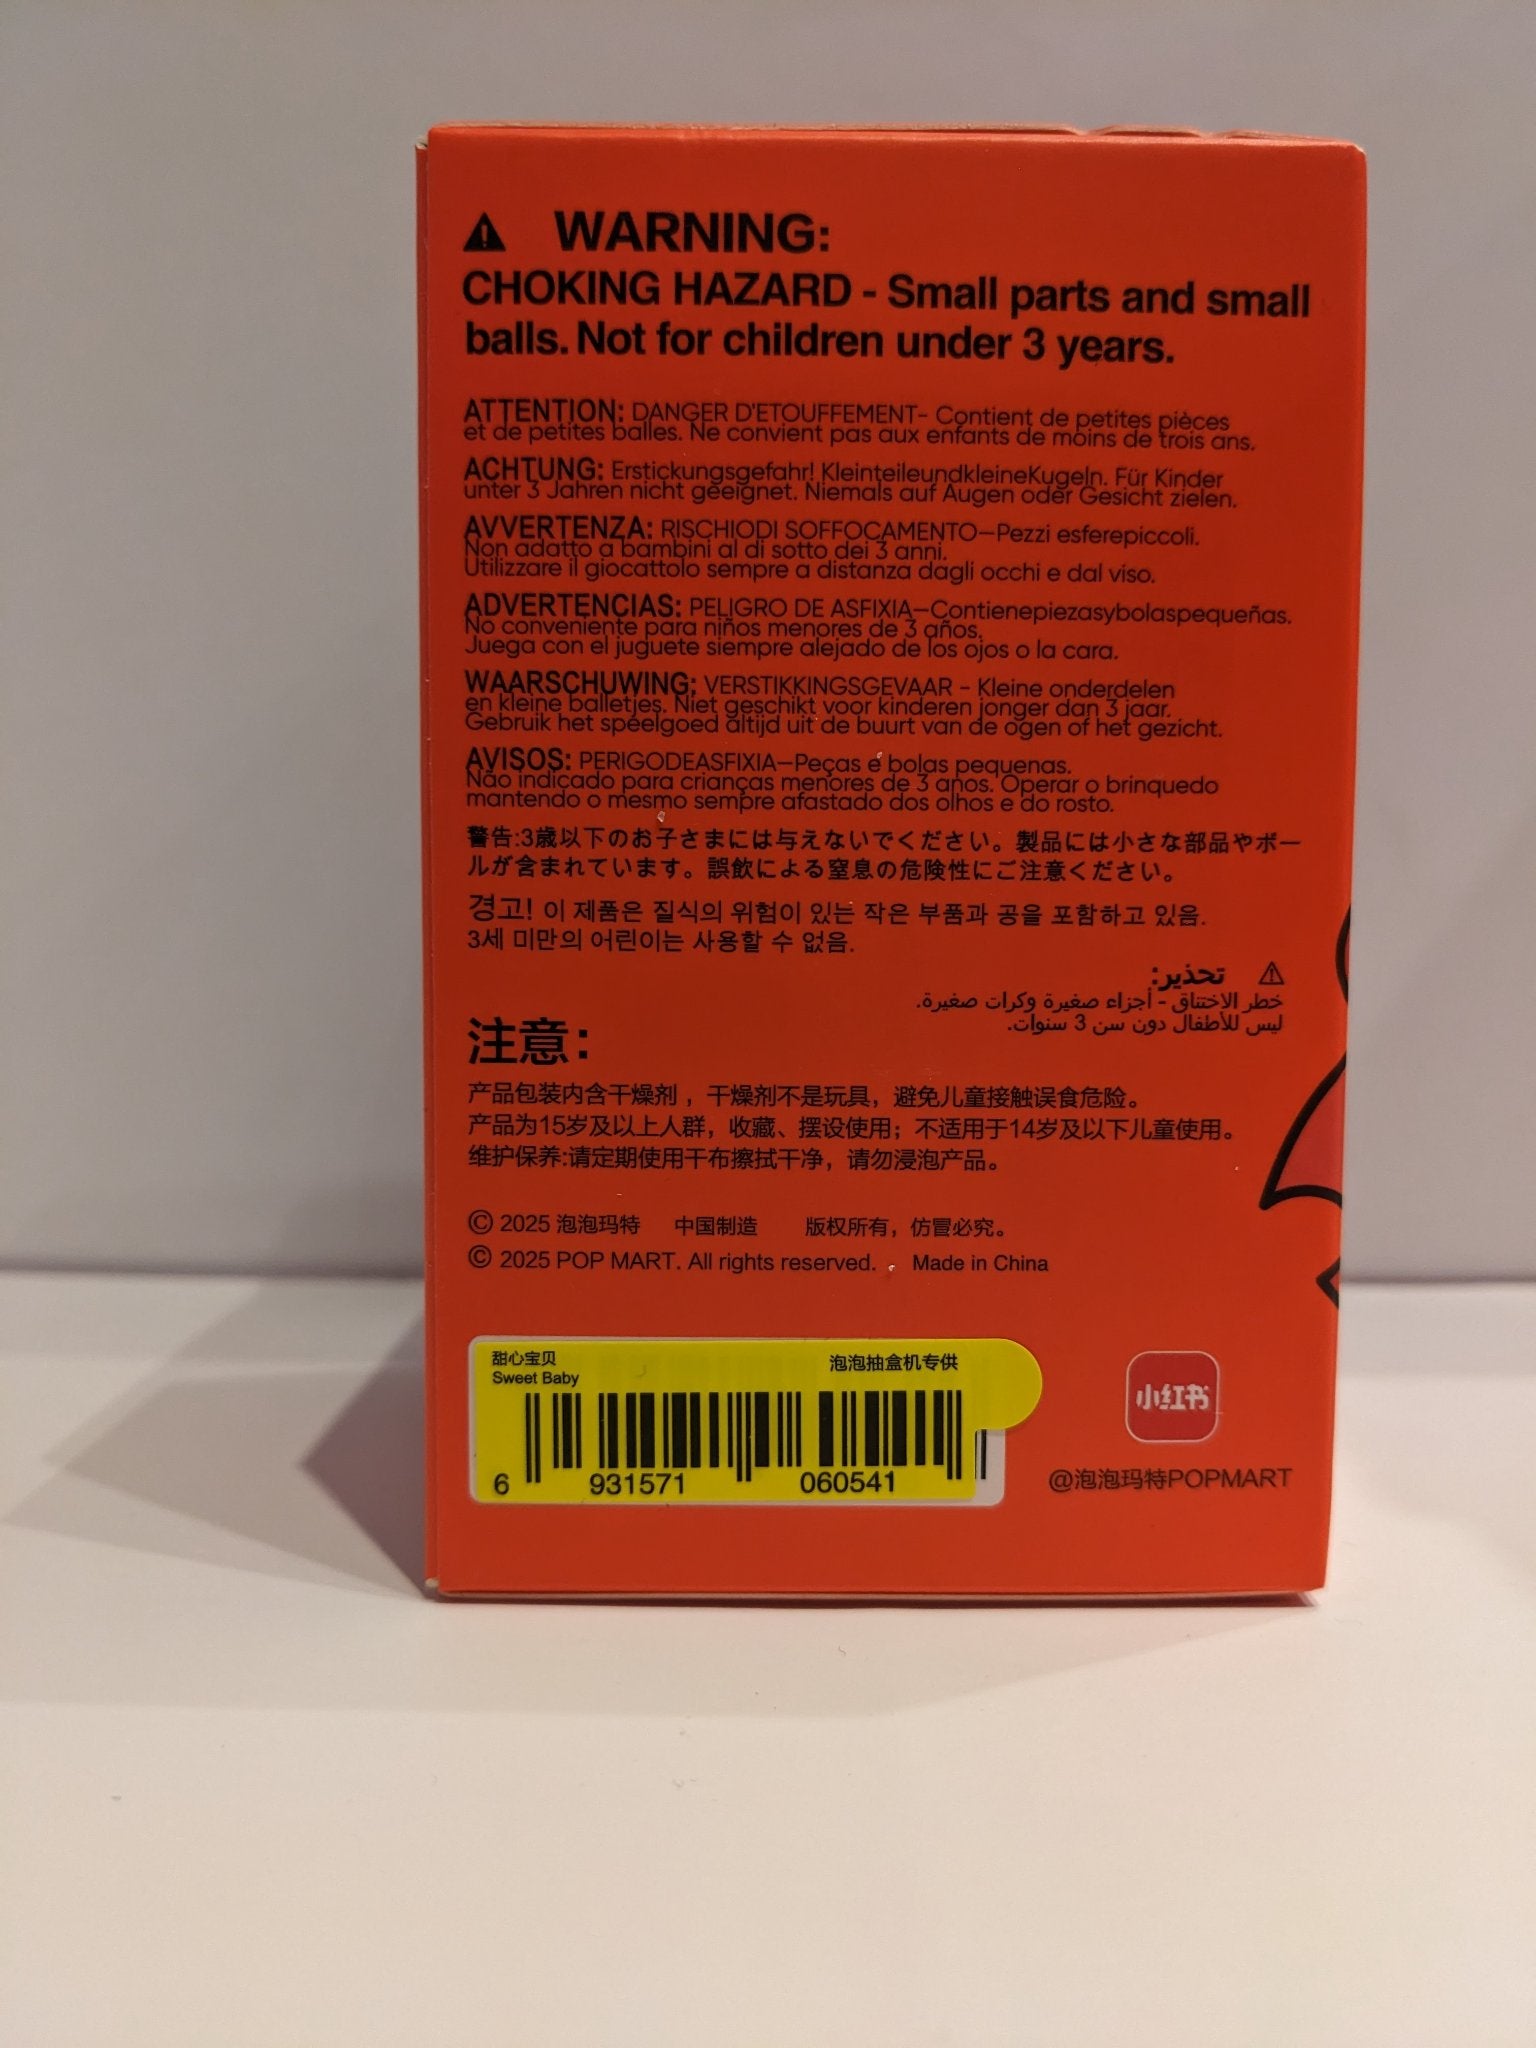 WARNING:
CHOKING HAZARD - Small parts and small
balls. Not for children under 3 years.
ATTENTION: DANGER D'ETOUFFEMENT- Contient de petites pièces
et de petites balles. Ne convient pas aux enfants de moins de trois ans.
ACHTUNG: Erstickungsgefahr! KleinteileundkleineKugeln. Für Kinder
unter 3 Jahren nicht geeignet. Niemals auf Augen oder Gesicht zielen.
AVVERTENZA: RISCHIODI SOFFOCAMENTO—Pezzi esferepiccoli.
Non adatto a bambini al di sotto dei 3 anni.
Utilizzare il giocattolo sempre a distanza dagli occhi e dal viso.
ADVERTENCIAS: PELIGRO DE ASFIXIA—Contienepiezasybolaspequeñas.
No conveniente para niños menores de 3 años.
Juega con el juguete siempre alejado de los ojos o la cara.
WAARSCHUWING: VERSTIKKINGSGEVAAR - Kleine onderdelen
en kleine balletjes. Niet geschikt voor kinderen jonger dan 3 jaar.
Gebruik het speelgoed altijd uit de buurt van de ogen of het gezicht.
AVISOS: PERIGODEASFIXIA—Peças e bolas pequenas.
Não indicado para crianças menores de 3 anos. Operar o brinquedo
mantendo o mesmo sempre afastado dos olhos e do rosto.
警告:3歳以下のお子さまには与えないでください。製品には小さな部品やボー
ルが含まれています。誤飲による窒息の危険性にご注意ください。
경고! 이 제품은 질식의 위험이 있는 작은 부품과 공을 포함하고 있음.
3세 미만의 어린이는 사용할 수 없음.
تحذير:
خطر الاختناق - أجزاء صغيرة وكرات صغيرة.
ليس للأطفال دون سن 3 سنوات.
注意：
产品包装内含干燥剂，干燥剂不是玩具，避免儿童接触误食危险。
产品为15岁及以上人群，收藏、摆设使用；不适用于14岁及以下儿童使用。
维护保养:请定期使用干布擦拭干净，请勿浸泡产品。
© 2025 泡泡玛特 中国制造 版权所有，仿冒必究。
© 2025 POP MART. All rights reserved. Made in China
甜心宝贝 泡泡抽盒机专供
Sweet Baby
6 931571 060541
小红书
@泡泡玛特POPMART